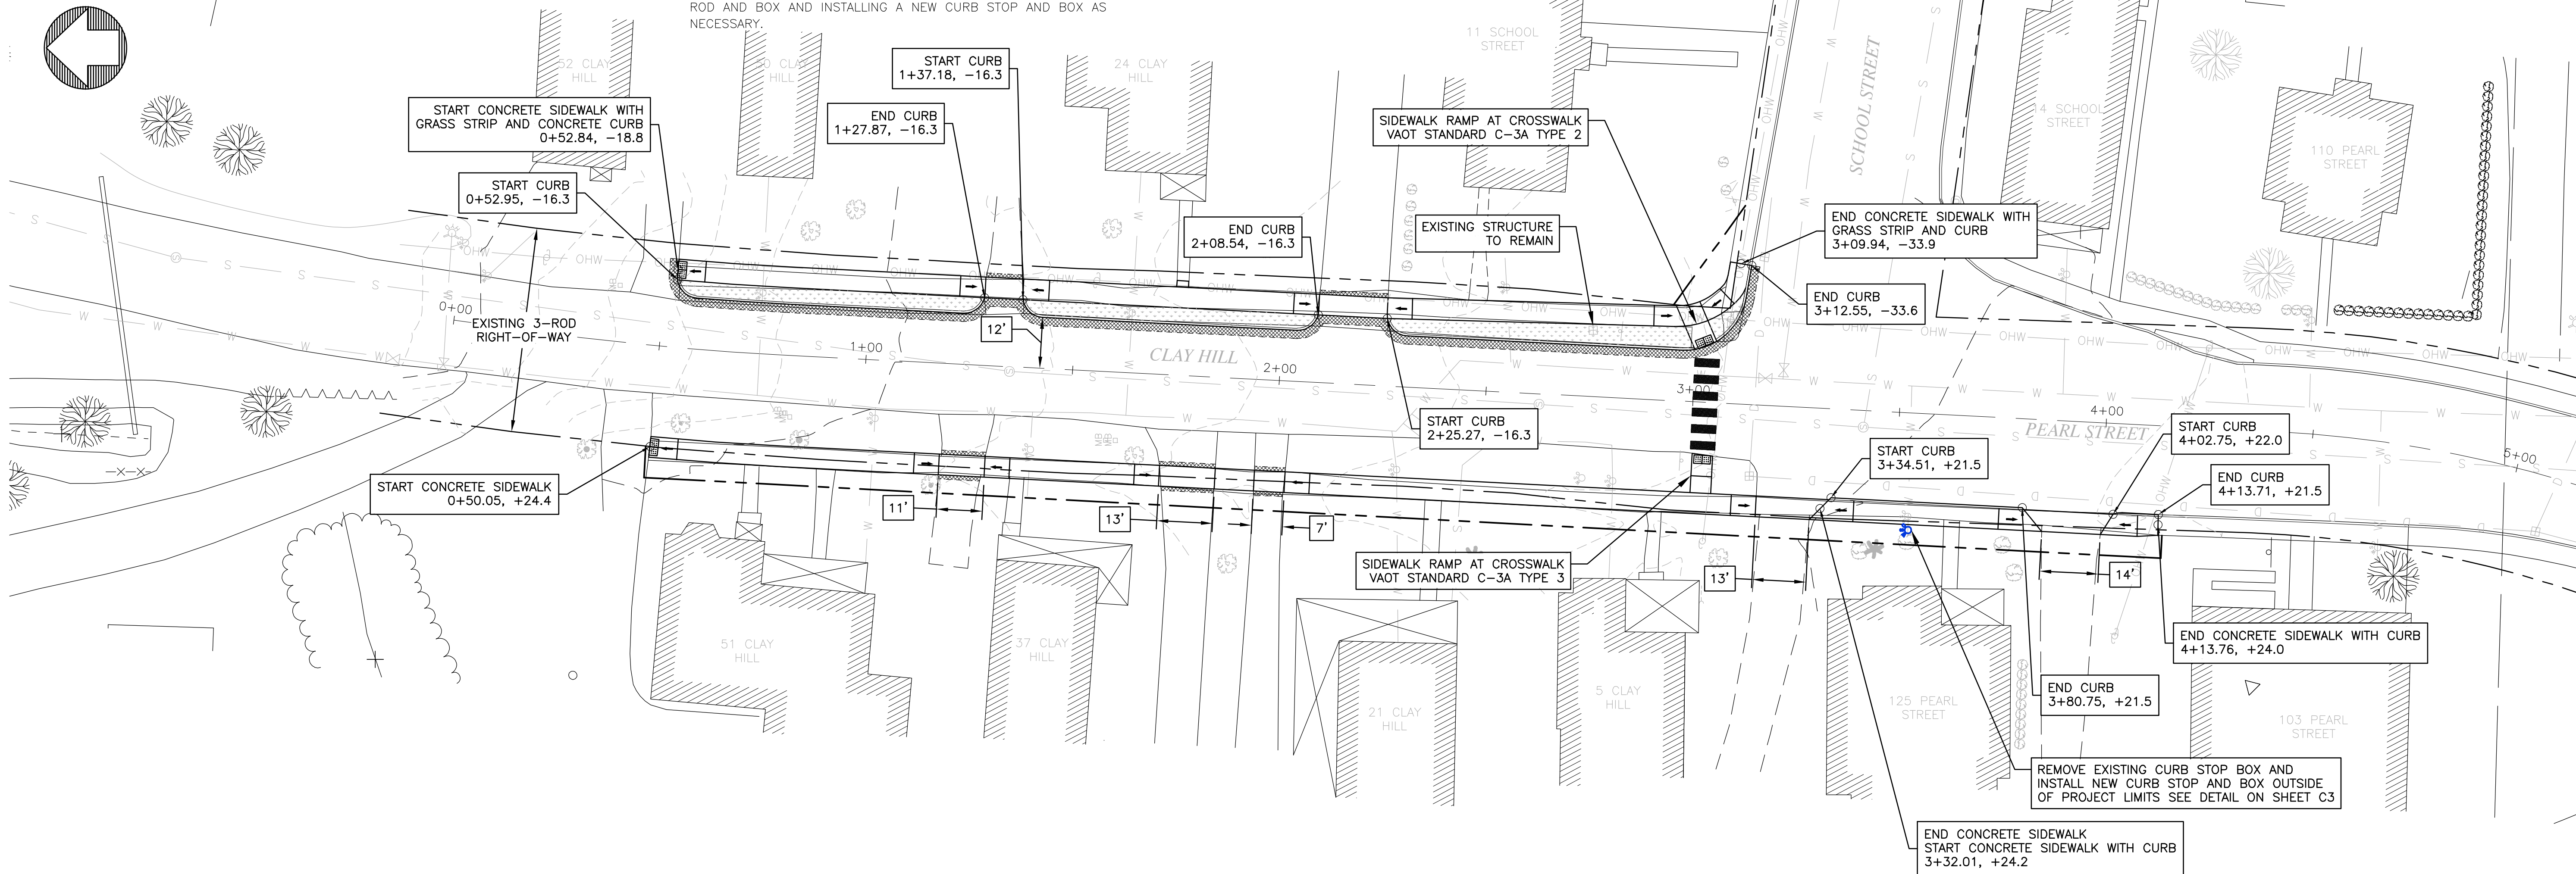 ROD AND BOX AND INSTALLING A NEW CURB STOP AND BOX AS
NECESSARY.
START CONCRETE SIDEWALK WITH
GRASS STRIP AND CONCRETE CURB
0+52.84, -18.8
START CURB
0+52.95, -16.3
52 CLAY
HILL
CLAY
HILL
END CURB
1+27.87, -16.3
START CURB
1+37.18, -16.3
24 CLAY
HILL
END CURB
2+08.54, -16.3
11 SCHOOL
STREET
SIDEWALK RAMP AT CROSSWALK
VAOT STANDARD C-3A TYPE 2
EXISTING STRUCTURE
TO REMAIN
SCHOOL STREET
END CONCRETE SIDEWALK WITH
GRASS STRIP AND CURB
3+09.94, -33.9
END CURB
3+12.55, -33.6
14 SCHOOL
STREET
110 PEARL
STREET
0+00
EXISTING 3-ROD
RIGHT-OF-WAY
1+00
12'
CLAY HILL
2+00
3+00
4+00
5+00
PEARL STREET
START CURB
2+25.27, -16.3
START CURB
3+34.51, +21.5
START CURB
4+02.75, +22.0
END CURB
4+13.71, +21.5
START CONCRETE SIDEWALK
0+50.05, +24.4
11'
13'
7'
SIDEWALK RAMP AT CROSSWALK
VAOT STANDARD C-3A TYPE 3
13'
14'
51 CLAY
HILL
37 CLAY
HILL
21 CLAY
HILL
5 CLAY
HILL
125 PEARL
STREET
103 PEARL
STREET
END CONCRETE SIDEWALK WITH CURB
4+13.76, +24.0
END CURB
3+80.75, +21.5
REMOVE EXISTING CURB STOP BOX AND
INSTALL NEW CURB STOP AND BOX OUTSIDE
OF PROJECT LIMITS SEE DETAIL ON SHEET C3
END CONCRETE SIDEWALK
START CONCRETE SIDEWALK WITH CURB
3+32.01, +24.2